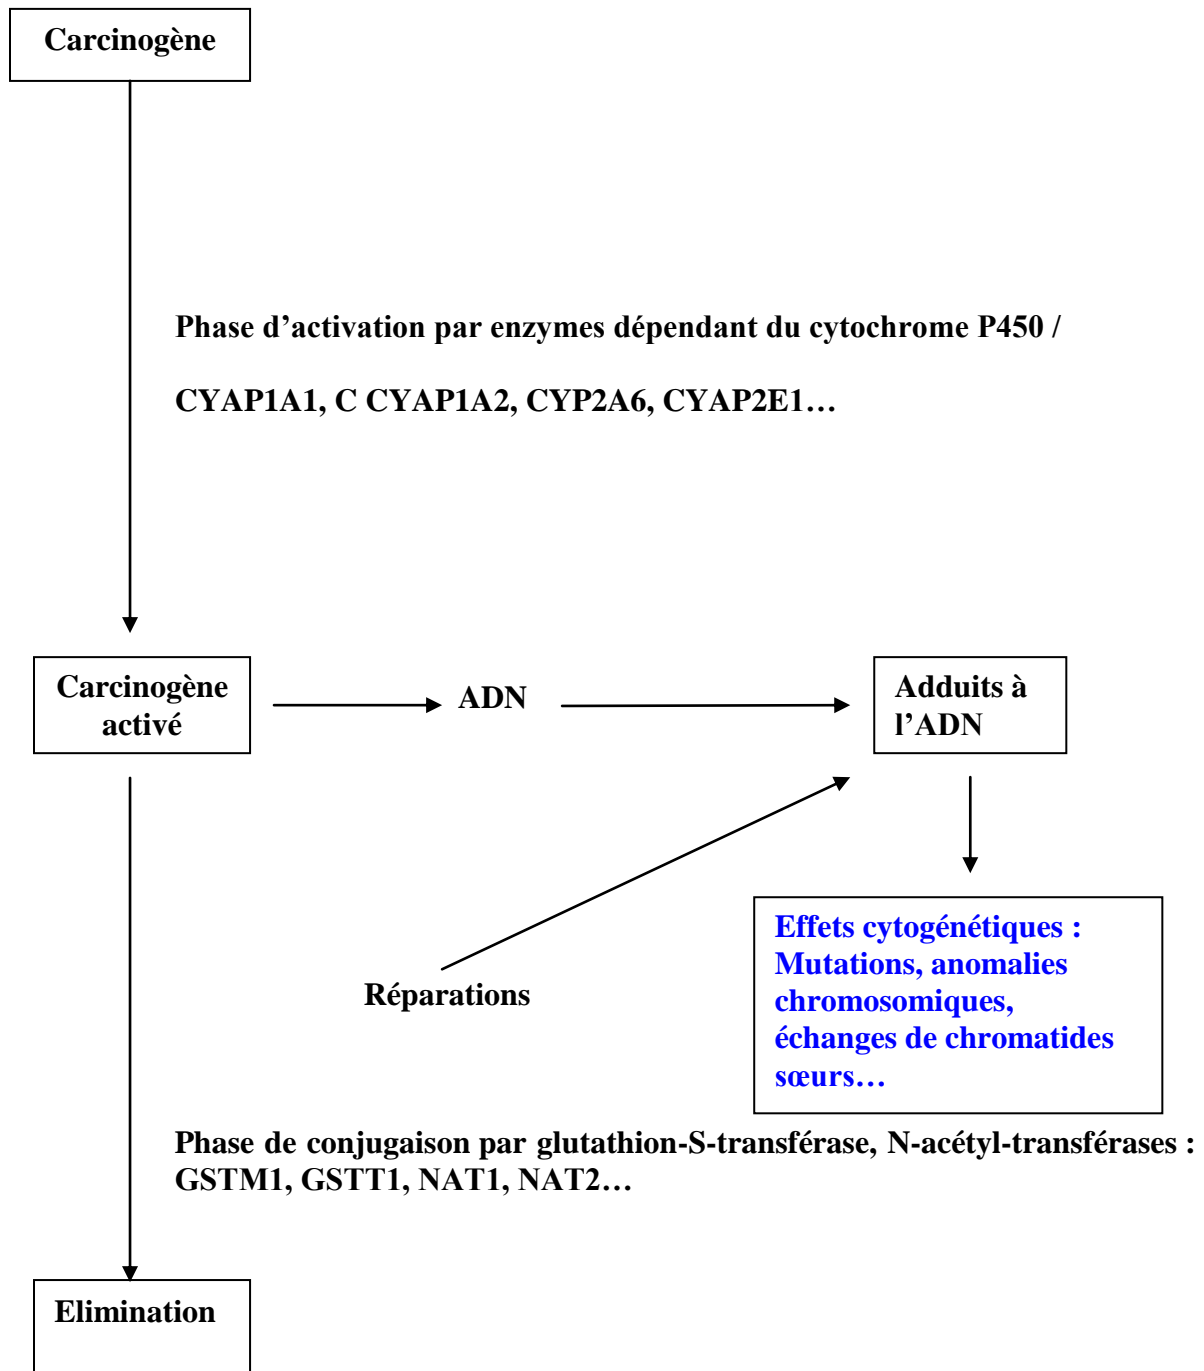 Carcinogène
Phase d’activation par enzymes dépendant du cytochrome P450 /
CYAP1A1, C CYAP1A2, CYP2A6, CYAP2E1…
Carcinogène
activé
ADN
Adduits à
l’ADN
Réparations
Effets cytogénétiques :
Mutations, anomalies
chromosomiques,
échanges de chromatides
sœurs…
Phase de conjugaison par glutathion-S-transférase, N-acétyl-transférases :
GSTM1, GSTT1, NAT1, NAT2…
Elimination